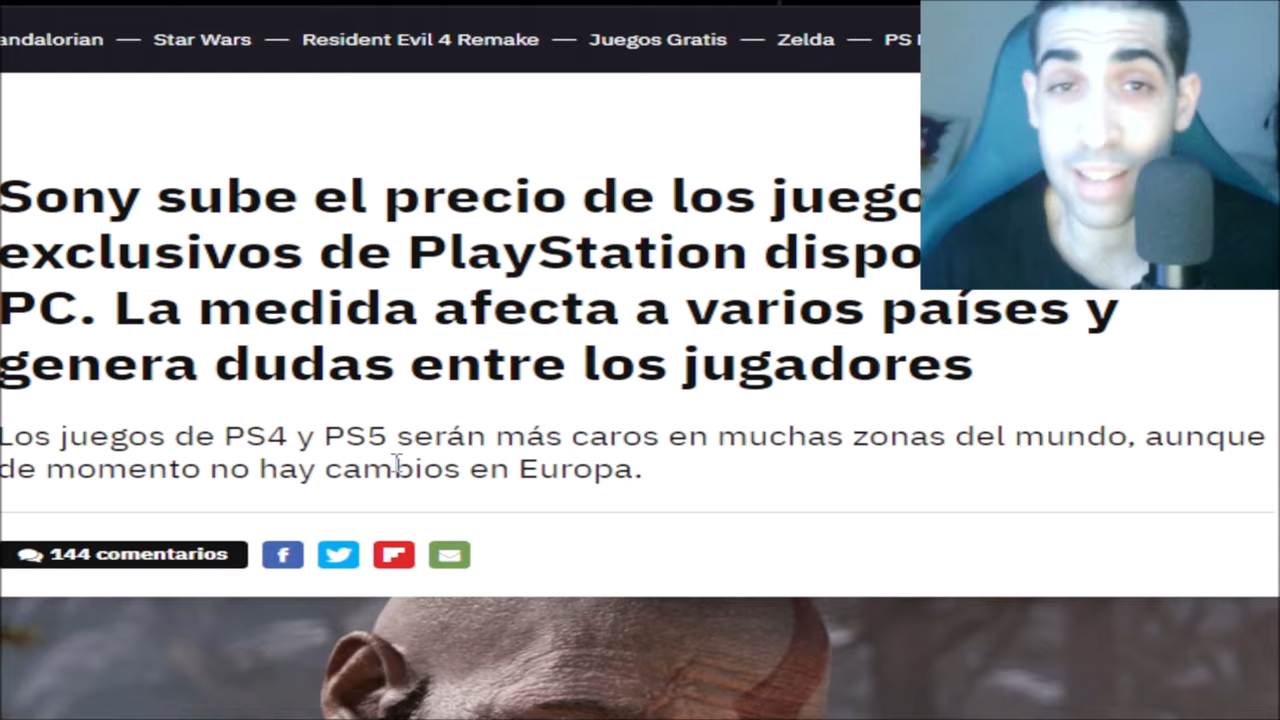 andalorian — Star Wars — Resident Evil 4 Remake — Juegos Gratis — Zelda — PS
Sony sube el precio de los juego
exclusivos de PlayStation dispo
PC. La medida afecta a varios países y
genera dudas entre los jugadores
Los juegos de PS4 y PS5 serán más caros en muchas zonas del mundo, aunque
de momento no hay cambios en Europa.
144 comentarios